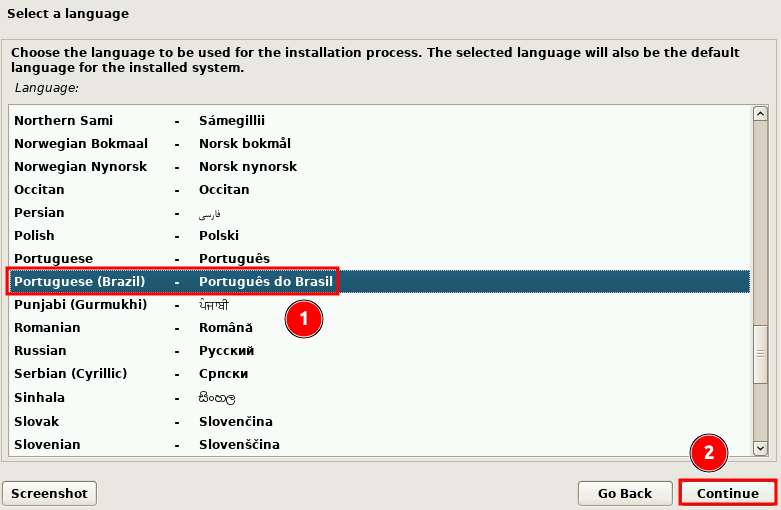 Select a language
Choose the language to be used for the installation process. The selected language will also be the default
language for the installed system.
Language:
Northern Sami - Sámegillii
Norwegian Bokmaal - Norsk bokmål
Norwegian Nynorsk - Norsk nynorsk
Occitan - Occitan
Persian - فارسی
Polish - Polski
Portuguese - Português
Portuguese (Brazil) - Português do Brasil
Punjabi (Gurmukhi) - ਪੰਜਾਬੀ
1
Romanian - Română
Russian - Русский
Serbian (Cyrillic) - Српски
Sinhala - සිංහල
Slovak - Slovenčina
Slovenian - Slovenščina
2
Screenshot Go Back Continue